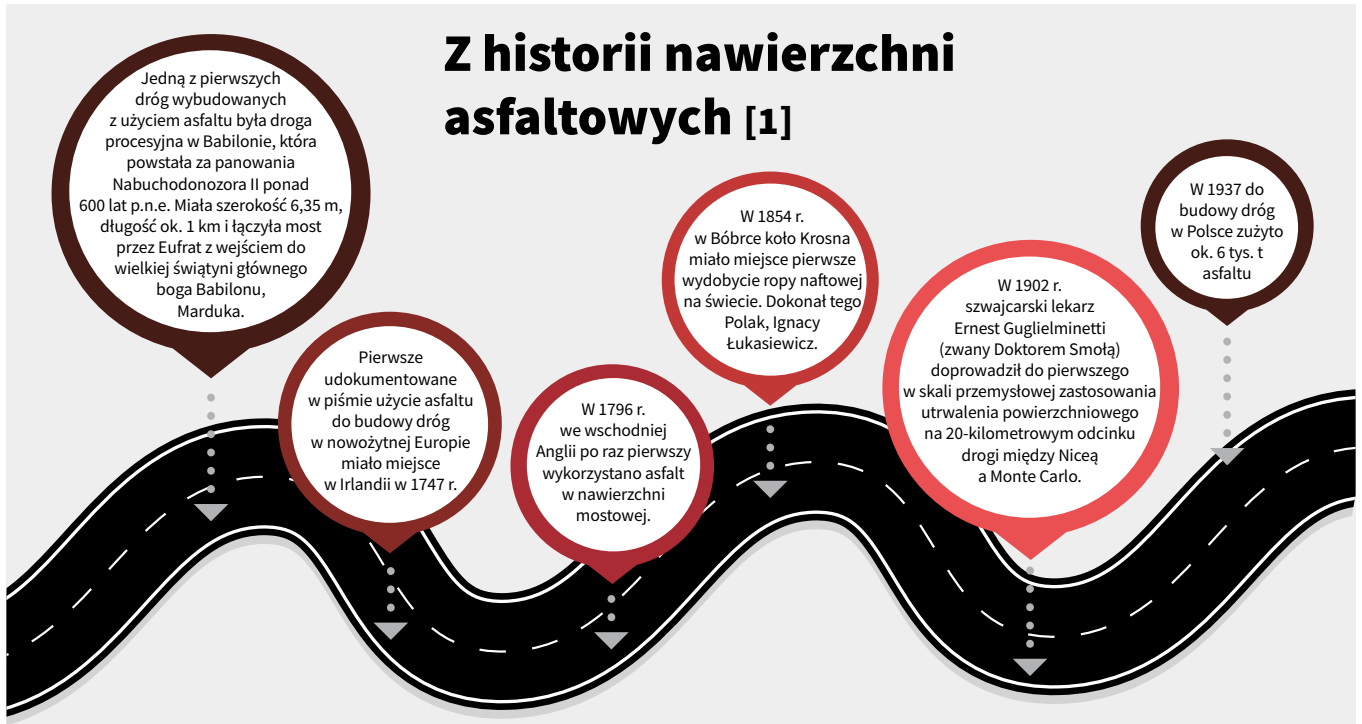 Z historii nawierzchni
asfaltowych [1]
Jedną z pierwszych
dróg wybudowanych
z użyciem asfaltu była droga
procesyjna w Babilonie, która
powstała za panowania
Nabuchodonozora II ponad
600 lat p.n.e. Miała szerokość 6,35 m,
długość ok. 1 km i łączyła most
przez Eufrat z wejściem do
wielkiej świątyni głównego
boga Babilonu,
Marduka.
Pierwsze
udokumentowane
w piśmie użycie asfaltu
do budowy dróg
w nowożytnej Europie
miało miejsce
w Irlandii w 1747 r.
W 1796 r.
we wschodniej
Anglii po raz pierwszy
wykorzystano asfalt
w nawierzchni
mostowej.
W 1854 r.
w Bóbrce koło Krosna
miało miejsce pierwsze
wydobycie ropy naftowej
na świecie. Dokonał tego
Polak, Ignacy
Łukasiewicz.
W 1902 r.
szwajcarski lekarz
Ernest Guglielminetti
(zwany Doktorem Smołą)
doprowadził do pierwszego
w skali przemysłowej zastosowania
utrwalenia powierzchniowego
na 20-kilometrowym odcinku
drogi między Niceą
a Monte Carlo.
W 1937 do
budowy dróg
w Polsce zużyto
ok. 6 tys. t
asfaltu